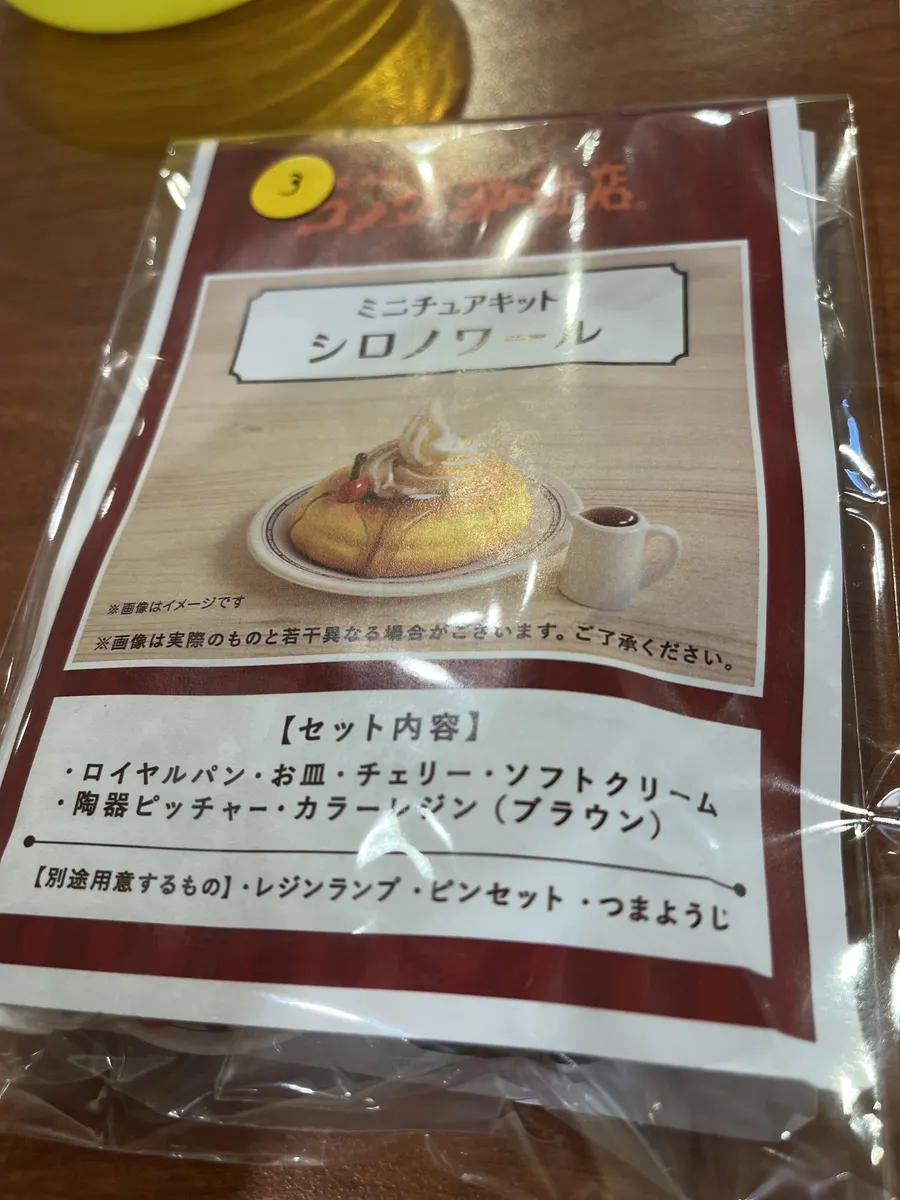 3
コメダ珈琲店
ミニチュアキット
シロノワール
※画像はイメージです
※画像は実際のものと若干異なる場合がございます。ご了承ください。
【セット内容】
・ロイヤルパン・お皿・チェリー・ソフトクリーム
・陶器ピッチャー・カラーレジン(ブラウン)
【別途用意するもの】・レジンランプ・ピンセット・つまようじ